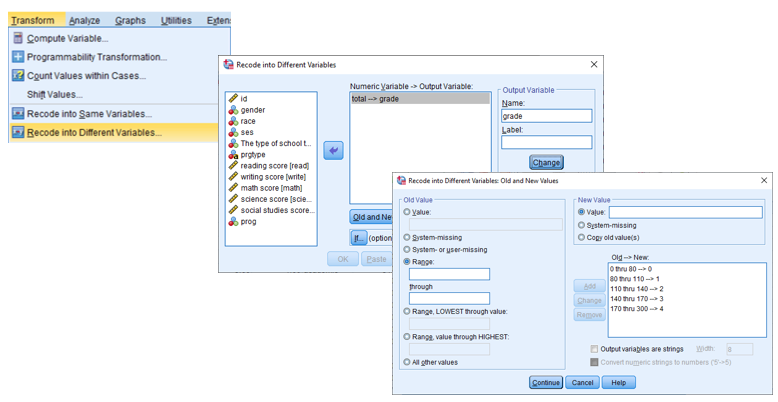 Transform Analyze Graphs Utilities Exten
Compute Variable...
Programmability Transformation...
Count Values within Cases...
Shift Values...
Recode into Same Variables...
Recode into Different Variables...
Recode into Different Variables
id
gender
race
ses
The type of school t...
prgtype
reading score [read]
writing score [write]
math score [math]
science score [scie...
social studies score...
prog
Numeric Variable -> Output Variable:
total --> grade
Output Variable
Name:
grade
Label:
Change
Old and Ne
If... (option
OK Paste
Recode into Different Variables: Old and New Values
Old Value
Value:
System-missing
System- or user-missing
Range:
through
Range, LOWEST through value:
Range, value through HIGHEST:
All other values
New Value
Value:
System-missing
Copy old value(s)
Old --> New:
Add
Change
Remove
0 thru 80 --> 0
80 thru 110 --> 1
110 thru 140 --> 2
140 thru 170 --> 3
170 thru 300 --> 4
Output variables are strings Width: 8
Convert numeric strings to numbers ('5'->5)
Continue Cancel Help